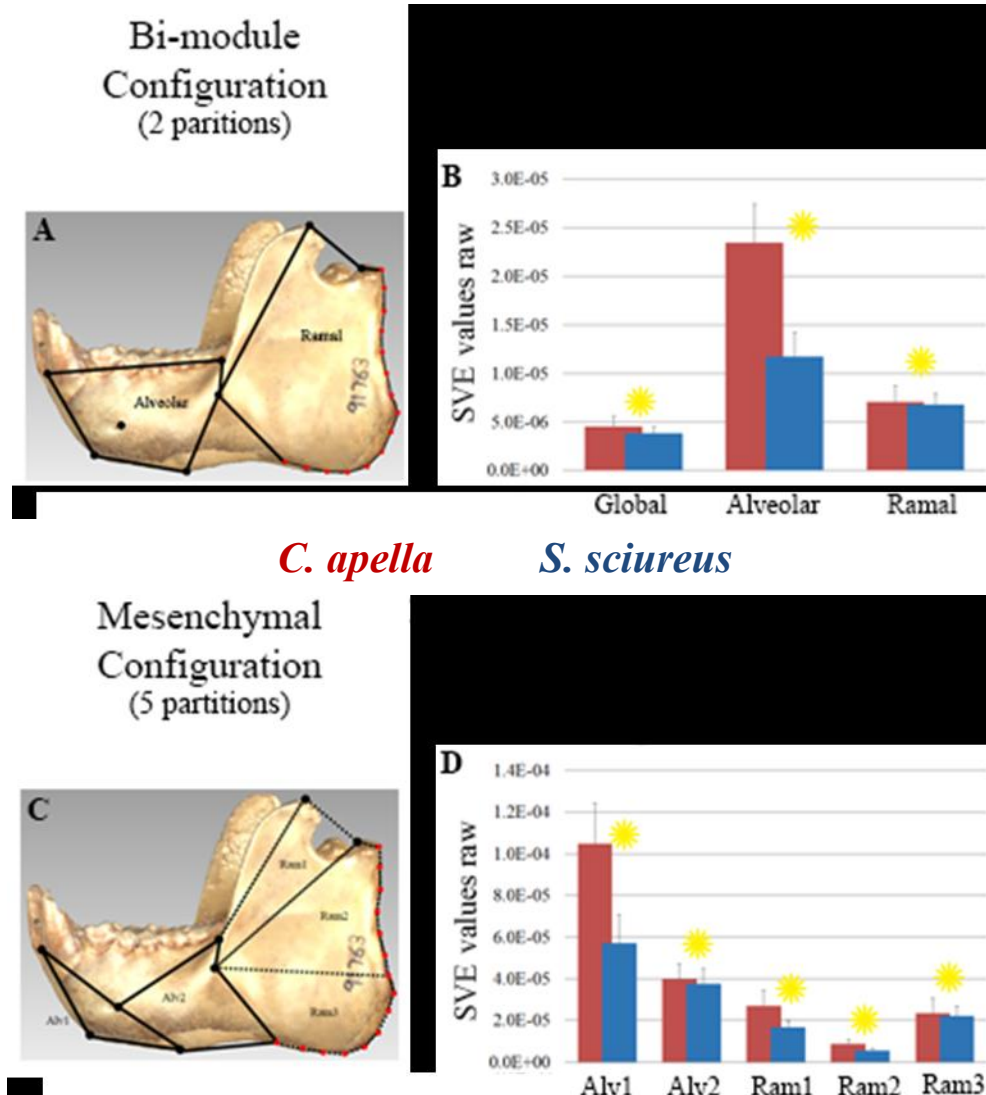 Bi-module
Configuration
(2 paritions)
A
Ramal
Alveolar
91763
B
SVE values raw
3.0E-05
2.5E-05
2.0E-05
1.5E-05
1.0E-05
5.0E-06
0.0E+00
Global Alveolar Ramal
C. apella S. sciureus
Mesenchymal
Configuration
(5 partitions)
C
Ram1
Ram2
91763
Alv2
Alv1
Ram3
D
SVE values raw
1.4E-04
1.2E-04
1.0E-04
8.0E-05
6.0E-05
4.0E-05
2.0E-05
0.0E+00
Alv1 Alv2 Ram1 Ram2 Ram3